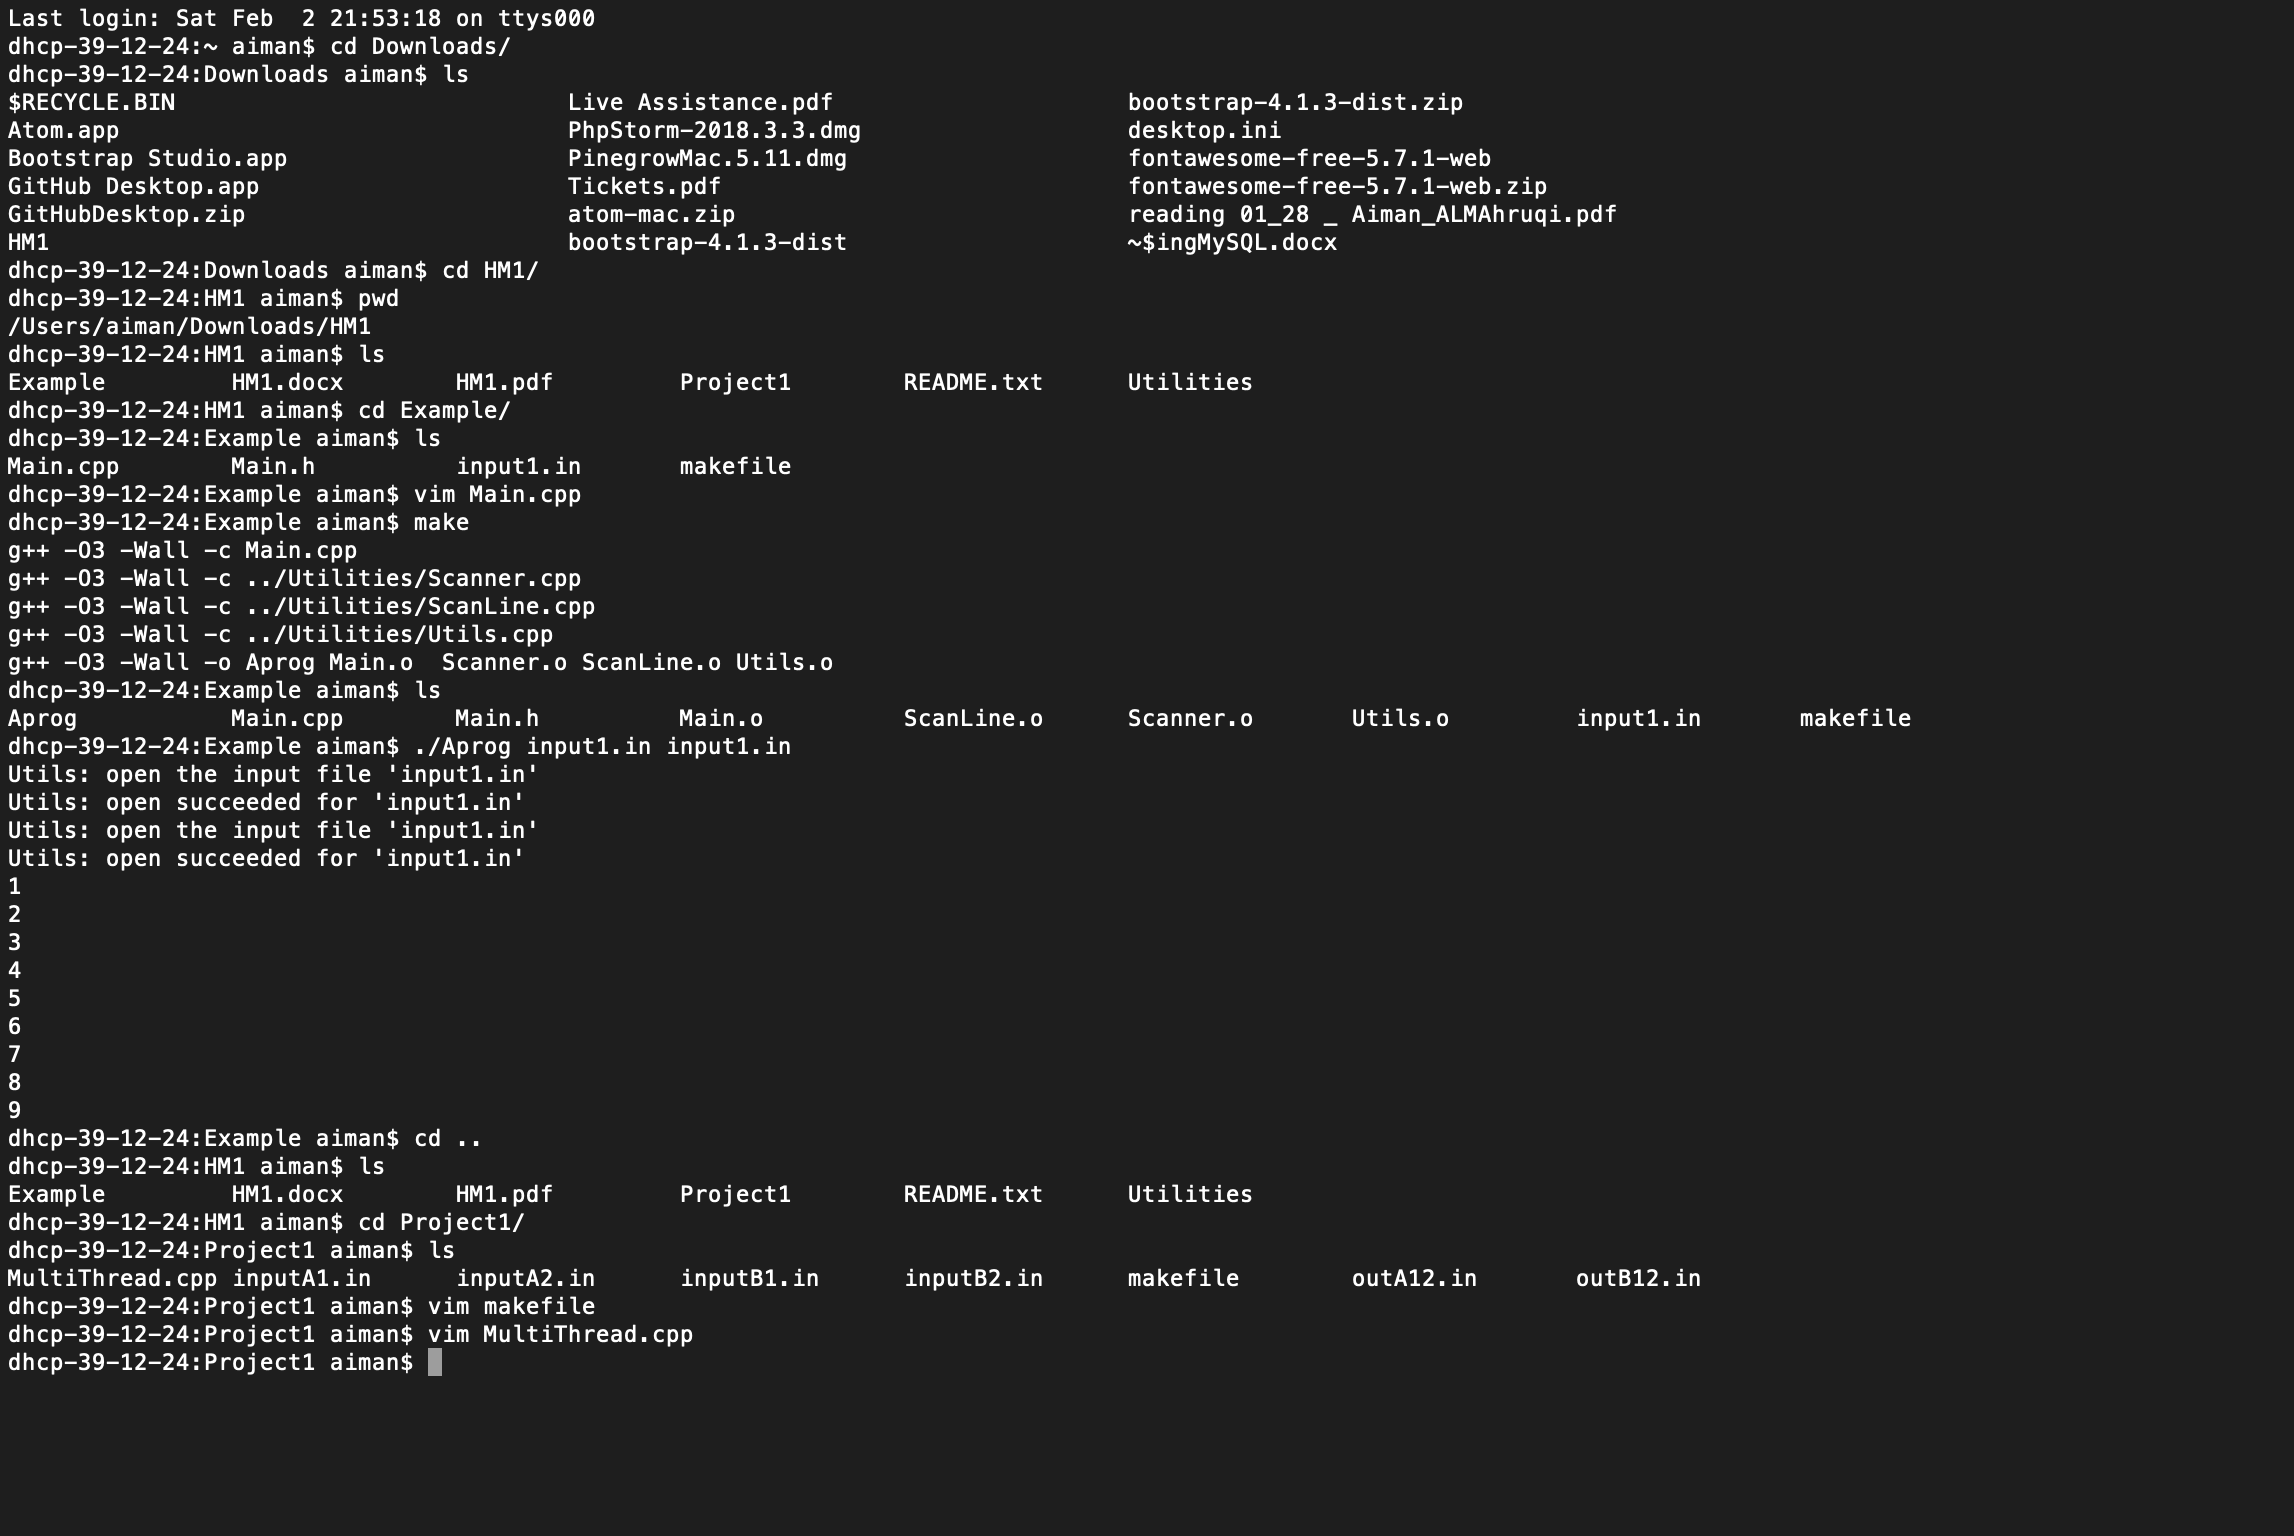 Last login: Sat Feb  2 21:53:18 on ttys000
dhcp-39-12-24:~ aiman$ cd Downloads/
dhcp-39-12-24:Downloads aiman$ ls
$RECYCLE.BIN                            Live Assistance.pdf                     bootstrap-4.1.3-dist.zip
Atom.app                                PhpStorm-2018.3.3.dmg                   desktop.ini
Bootstrap Studio.app                    PinegrowMac.5.11.dmg                    fontawesome-free-5.7.1-web
GitHub Desktop.app                      Tickets.pdf                             fontawesome-free-5.7.1-web.zip
GitHubDesktop.zip                       atom-mac.zip                            reading 01_28 _ Aiman_ALMAhruqi.pdf
HM1                                     bootstrap-4.1.3-dist                    ~$ingMySQL.docx
dhcp-39-12-24:Downloads aiman$ cd HM1/
dhcp-39-12-24:HM1 aiman$ pwd
/Users/aiman/Downloads/HM1
dhcp-39-12-24:HM1 aiman$ ls
Example         HM1.docx        HM1.pdf         Project1        README.txt      Utilities
dhcp-39-12-24:HM1 aiman$ cd Example/
dhcp-39-12-24:Example aiman$ ls
Main.cpp        Main.h          input1.in       makefile
dhcp-39-12-24:Example aiman$ vim Main.cpp
dhcp-39-12-24:Example aiman$ make
g++ -O3 -Wall -c Main.cpp
g++ -O3 -Wall -c ../Utilities/Scanner.cpp
g++ -O3 -Wall -c ../Utilities/ScanLine.cpp
g++ -O3 -Wall -c ../Utilities/Utils.cpp
g++ -O3 -Wall -o Aprog Main.o  Scanner.o ScanLine.o Utils.o
dhcp-39-12-24:Example aiman$ ls
Aprog           Main.cpp        Main.h          Main.o          ScanLine.o      Scanner.o       Utils.o         input1.in       makefile
dhcp-39-12-24:Example aiman$ ./Aprog input1.in input1.in
Utils: open the input file 'input1.in'
Utils: open succeeded for 'input1.in'
Utils: open the input file 'input1.in'
Utils: open succeeded for 'input1.in'
1
2
3
4
5
6
7
8
9
dhcp-39-12-24:Example aiman$ cd ..
dhcp-39-12-24:HM1 aiman$ ls
Example         HM1.docx        HM1.pdf         Project1        README.txt      Utilities
dhcp-39-12-24:HM1 aiman$ cd Project1/
dhcp-39-12-24:Project1 aiman$ ls
MultiThread.cpp inputA1.in      inputA2.in      inputB1.in      inputB2.in      makefile        outA12.in       outB12.in
dhcp-39-12-24:Project1 aiman$ vim makefile
dhcp-39-12-24:Project1 aiman$ vim MultiThread.cpp
dhcp-39-12-24:Project1 aiman$